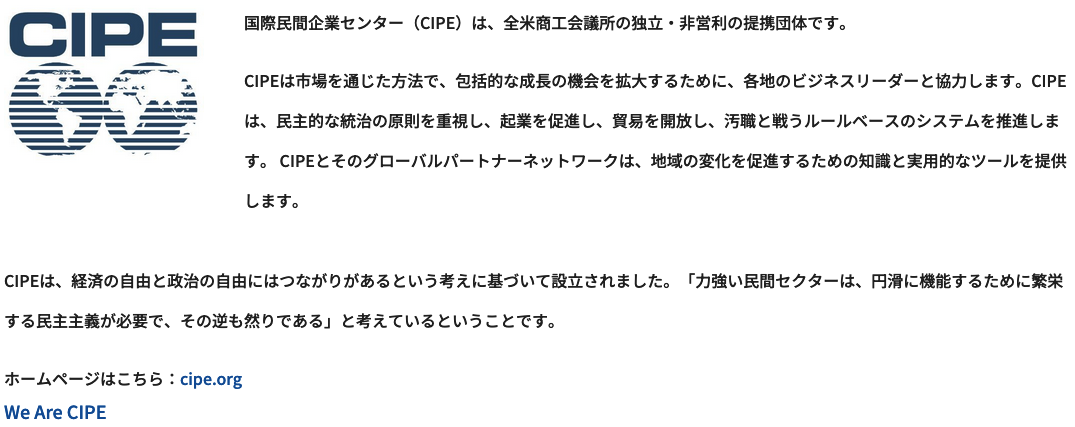 CIPE
国際民間企業センター（CIPE）は、全米商工会議所の独立・非営利の提携団体です。
CIPEは市場を通じた方法で、包括的な成長の機会を拡大するために、各地のビジネスリーダーと協力します。CIPE
は、民主的な統治の原則を重視し、起業を促進し、貿易を開放し、汚職と戦うルールベースのシステムを推進しま
す。 CIPEとそのグローバルパートナーネットワークは、地域の変化を促進するための知識と実用的なツールを提供
します。
CIPEは、経済の自由と政治の自由にはつながりがあるという考えに基づいて設立されました。「力強い民間セクターは、円滑に機能するために繁栄
する民主主義が必要で、その逆も然りである」と考えているということです。
ホームページはこちら：cipe.org
We Are CIPE